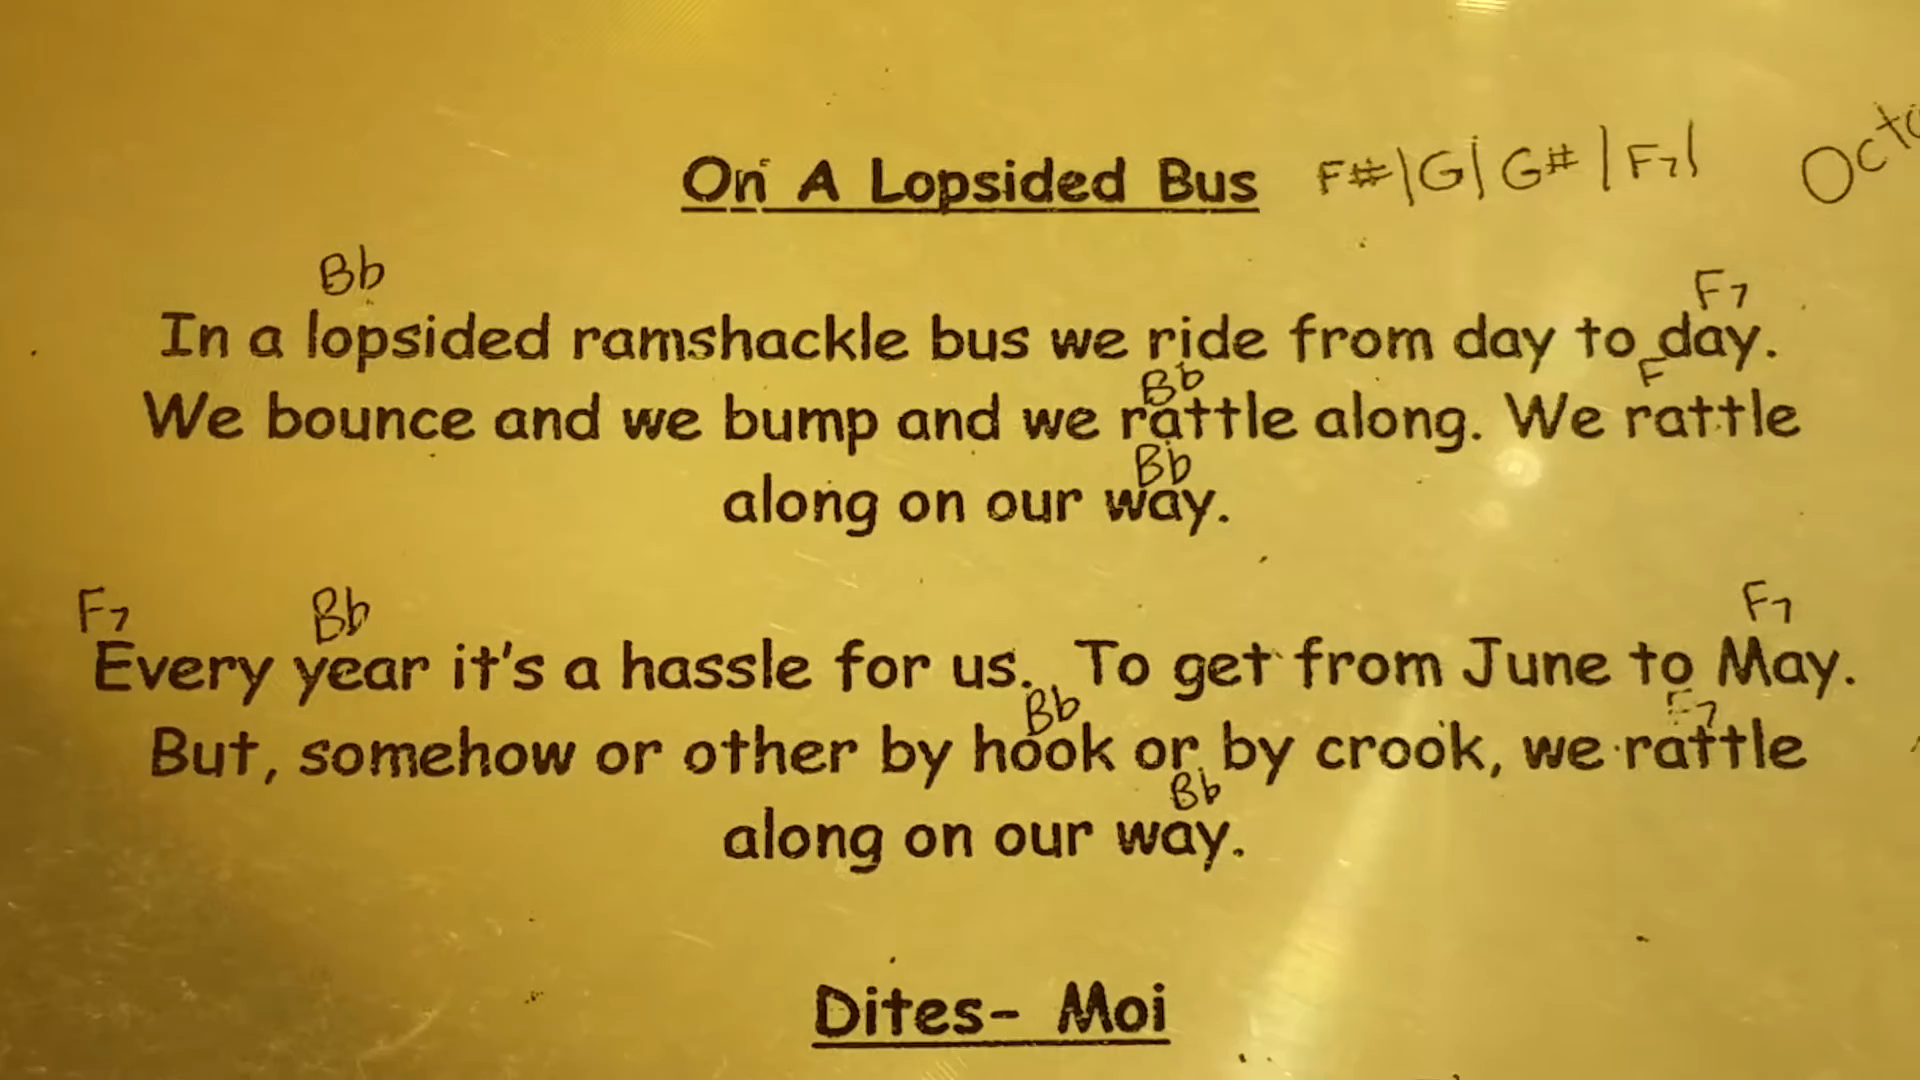 On A Lopsided Bus F#|G|G#|F7|
Bb F7
In a lopsided ramshackle bus we ride from day to day.
Bb F
We bounce and we bump and we rattle along. We rattle
Bb
along on our way.
F7 Bb F7
Every year it's a hassle for us. To get from June to May.
Bb F7
But, somehow or other by hook or by crook, we rattle
Bb
along on our way.
Dites- Moi